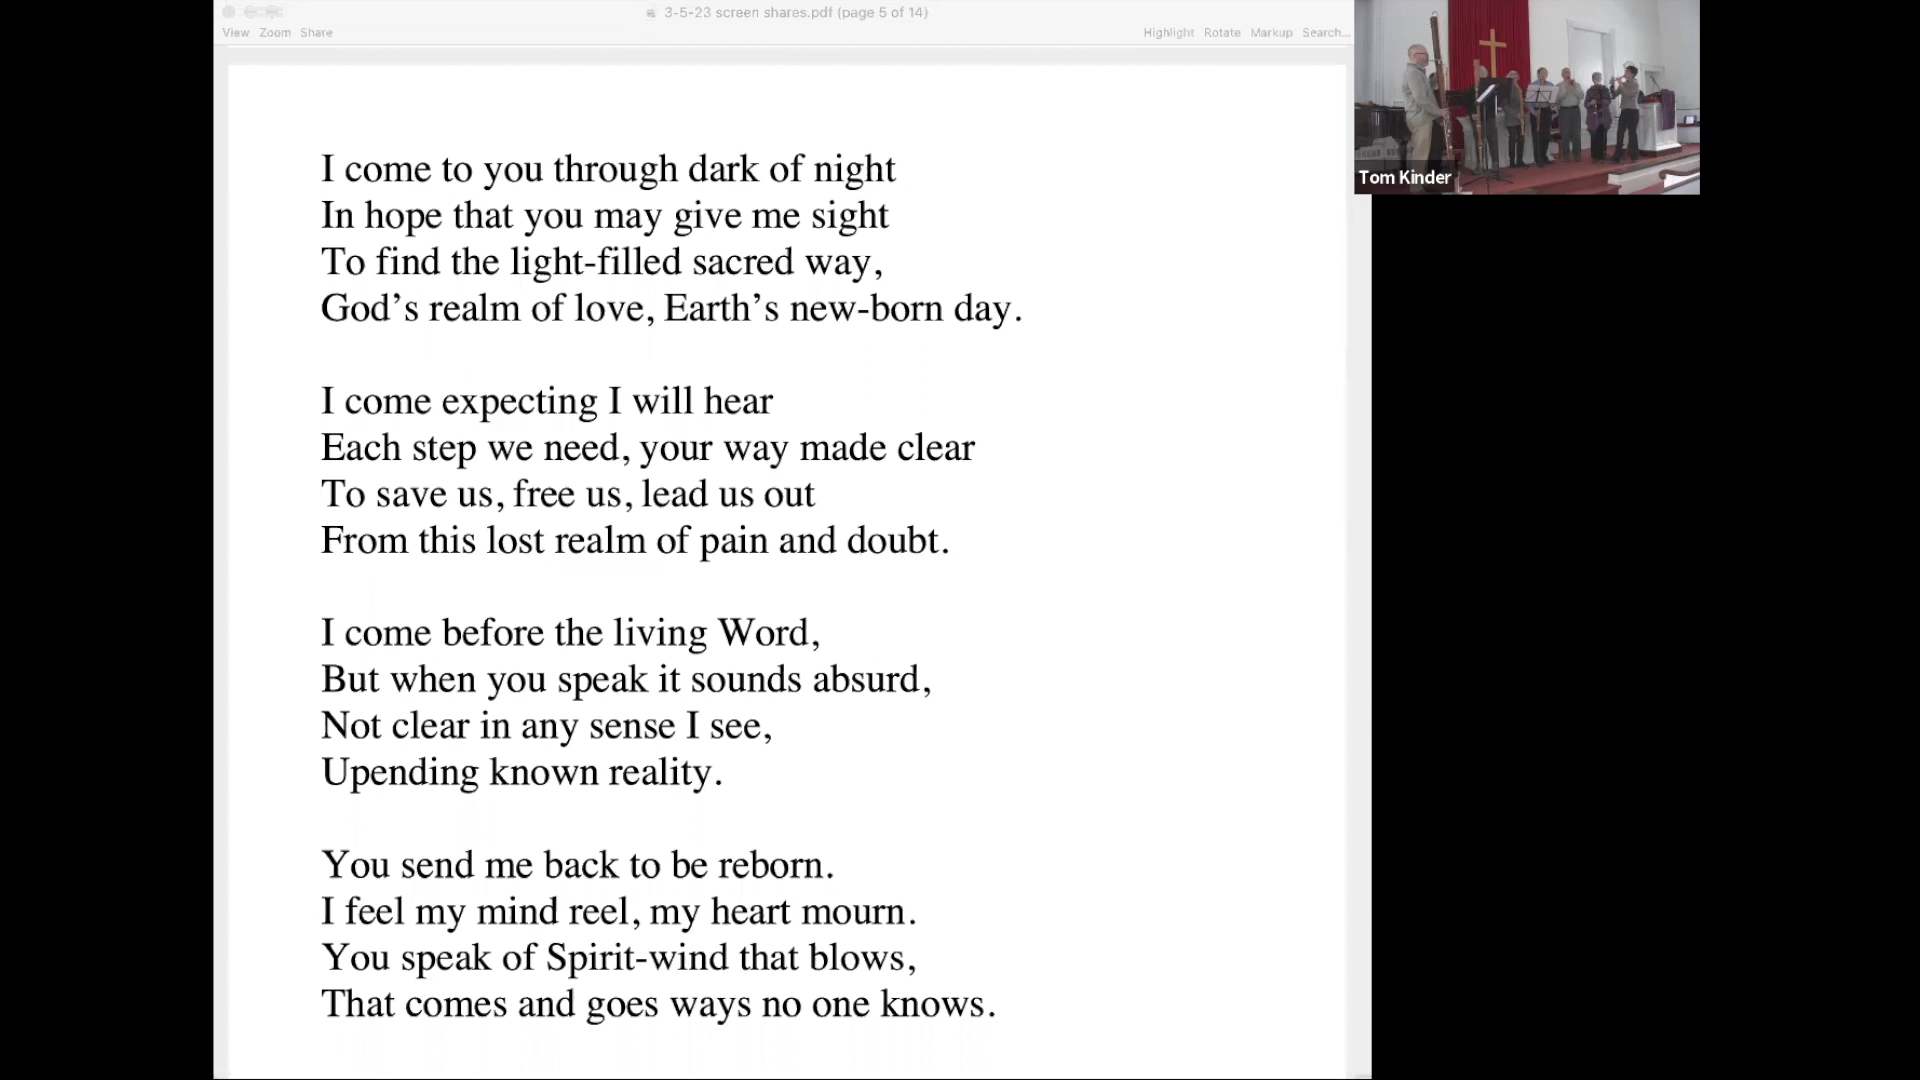 3-5-23 screen shares.pdf (page 5 of 14)
View Zoom Share
Highlight Rotate Markup Search...
I come to you through dark of night
In hope that you may give me sight
To find the light-filled sacred way,
God’s realm of love, Earth’s new-born day.
I come expecting I will hear
Each step we need, your way made clear
To save us, free us, lead us out
From this lost realm of pain and doubt.
I come before the living Word,
But when you speak it sounds absurd,
Not clear in any sense I see,
Upending known reality.
You send me back to be reborn.
I feel my mind reel, my heart mourn.
You speak of Spirit-wind that blows,
That comes and goes ways no one knows.
Tom Kinder